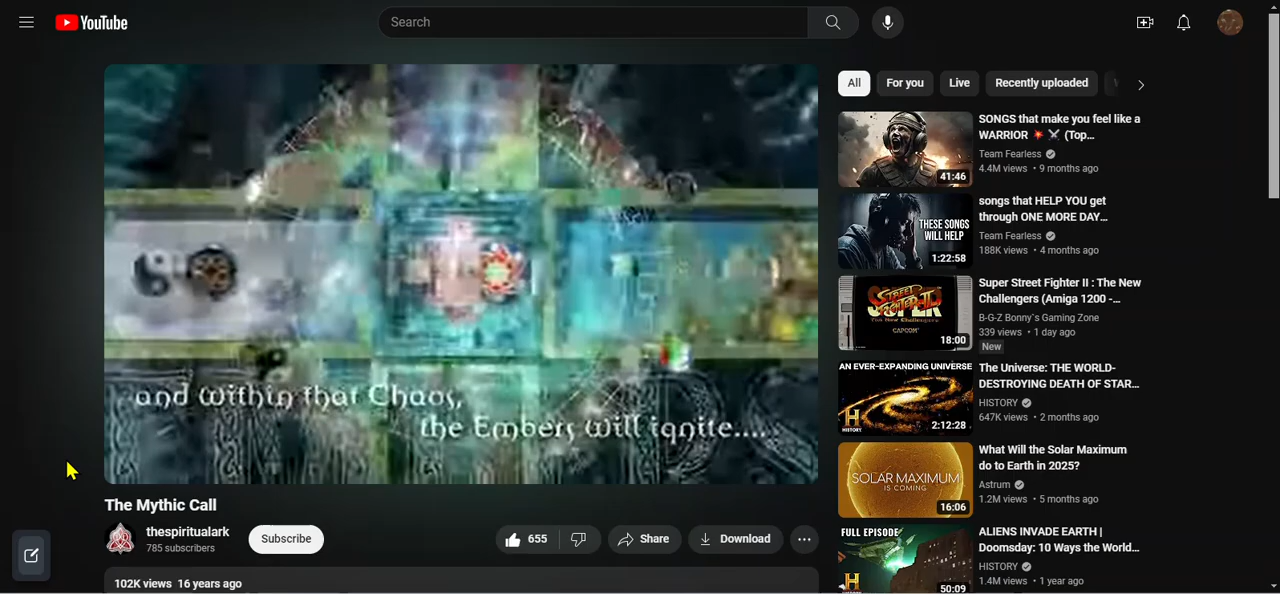 YouTube
Search
and within that Chaos,
the Embers will ignite....
The Mythic Call
thespiritualark
785 subscribers
Subscribe
655
Share
Download
102K views 16 years ago
All
For you
Live
Recently uploaded
41:46
SONGS that make you feel like a
WARRIOR 💥 ⚔️ (Top...
Team Fearless
4.4M views • 9 months ago
THESE SONGS
WILL HELP
1:22:58
songs that HELP YOU get
through ONE MORE DAY...
Team Fearless
188K views • 4 months ago
STREET
FIGHTER II
The New Challengers
CAPCOM
18:00
Super Street Fighter II : The New
Challengers (Amiga 1200 -...
B-G-Z Bonny's Gaming Zone
339 views • 1 day ago
New
AN EVER-EXPANDING UNIVERSE
H
2:12:28
The Universe: THE WORLD-
DESTROYING DEATH OF STAR...
HISTORY
647K views • 2 months ago
SOLAR MAXIMUM
IS COMING
16:06
What Will the Solar Maximum
do to Earth in 2025?
Astrum
1.2M views • 5 months ago
FULL EPISODE
H
50:09
ALIENS INVADE EARTH |
Doomsday: 10 Ways the World...
HISTORY
1.4M views • 1 year ago